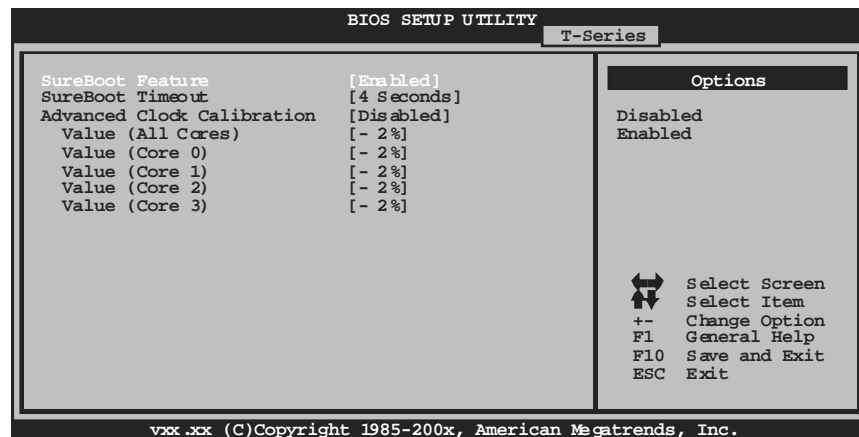 BIOS SETUP UTILITY
T-Series
SureBoot Feature [Enabled]
SureBoot Timeout [4 Seconds]
Advanced Clock Calibration [Disabled]
Value (All Cores) [- 2%]
Value (Core 0) [- 2%]
Value (Core 1) [- 2%]
Value (Core 2) [- 2%]
Value (Core 3) [- 2%]
Options
Disabled
Enabled
Select Screen
Select Item
+- Change Option
F1 General Help
F10 Save and Exit
ESC Exit
vxx.xx (C)Copyright 1985-200x, American Megatrends, Inc.